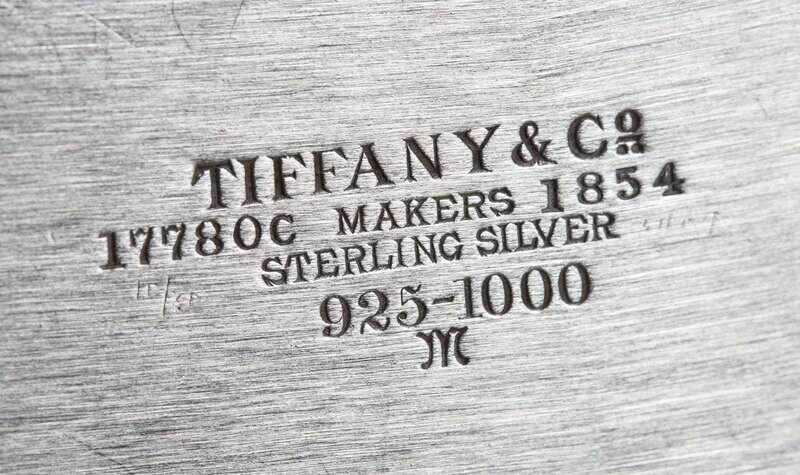 TIFFANY & Co
17780C MAKERS 1854
STERLING SILVER
925-1000
M